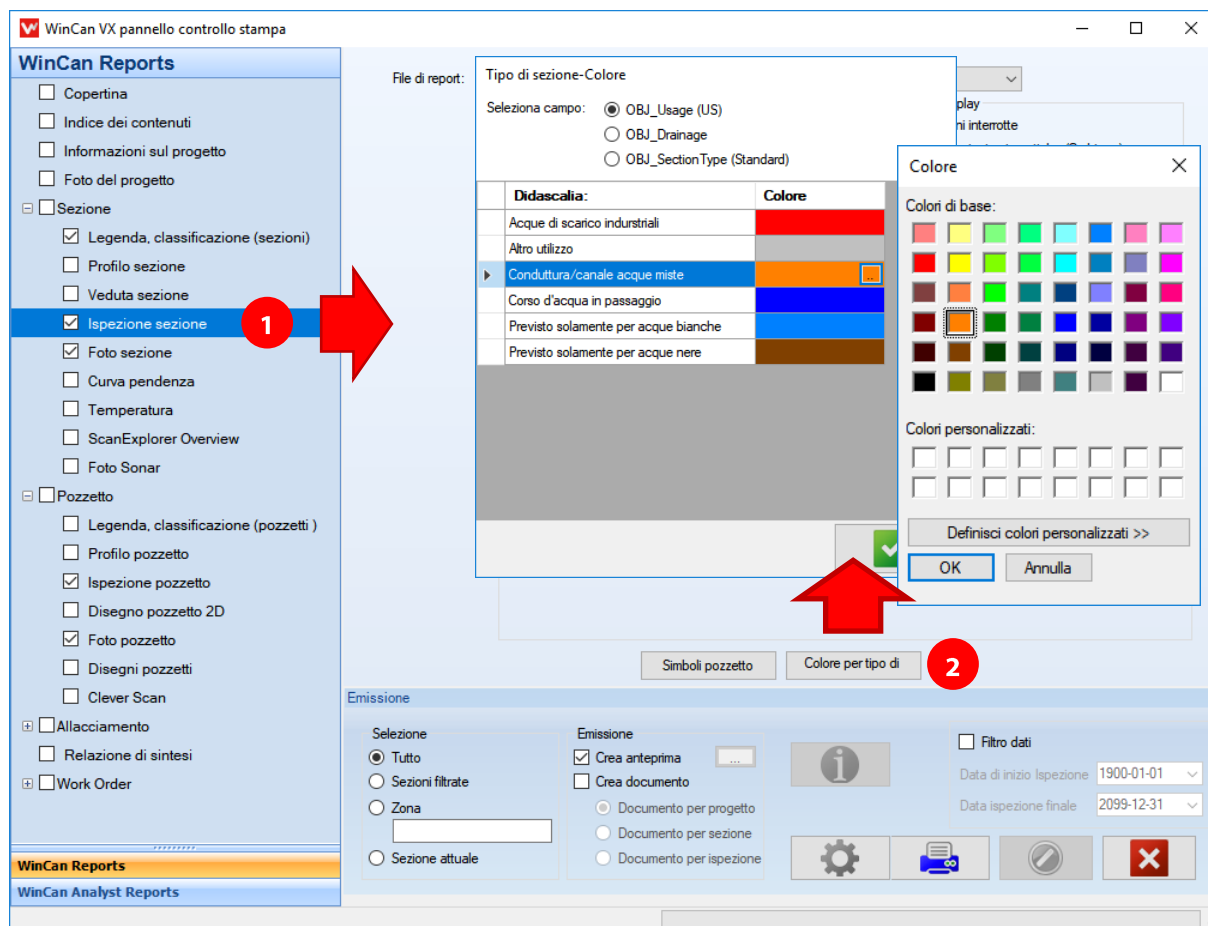 WinCan VX pannello controllo stampa
WinCan Reports
Copertina
Indice dei contenuti
Informazioni sul progetto
Foto del progetto
Sezione
Legenda, classificazione (sezioni)
Profilo sezione
Veduta sezione
Ispezione sezione
1
Foto sezione
Curva pendenza
Temperatura
ScanExplorer Overview
Foto Sonar
Pozzetto
Legenda, classificazione (pozzetti )
Profilo pozzetto
Ispezione pozzetto
Disegno pozzetto 2D
Foto pozzetto
Disegni pozzetti
Clever Scan
Allacciamento
Relazione di sintesi
Work Order
WinCan Reports
WinCan Analyst Reports
File di report:
Tipo di sezione-Colore
Seleziona campo:
OBJ_Usage (US)
OBJ_Drainage
OBJ_SectionType (Standard)
Didascalia: Colore
Acque di scarico indurstriali
Altro utilizzo
Conduttura/canale acque miste ..
Corso d'acqua in passaggio
Previsto solamente per acque bianche
Previsto solamente per acque nere
play
ni interrotte
Colore
Colori di base:
Colori personalizzati:
Definisci colori personalizzati >>
OK Annulla
Simboli pozzetto
Colore per tipo di
2
Emissione
Selezione
Tutto
Sezioni filtrate
Zona
Sezione attuale
Emissione
Crea anteprima ...
Crea documento
Documento per progetto
Documento per sezione
Documento per ispezione
Filtro dati
Data di inizio Ispezione 1900-01-01
Data ispezione finale 2099-12-31